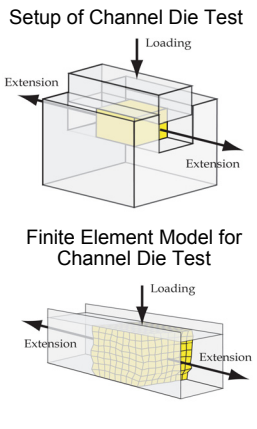 Setup of Channel Die Test
Loading
Extension
Extension
Finite Element Model for
Channel Die Test
Loading
Extension
Extension